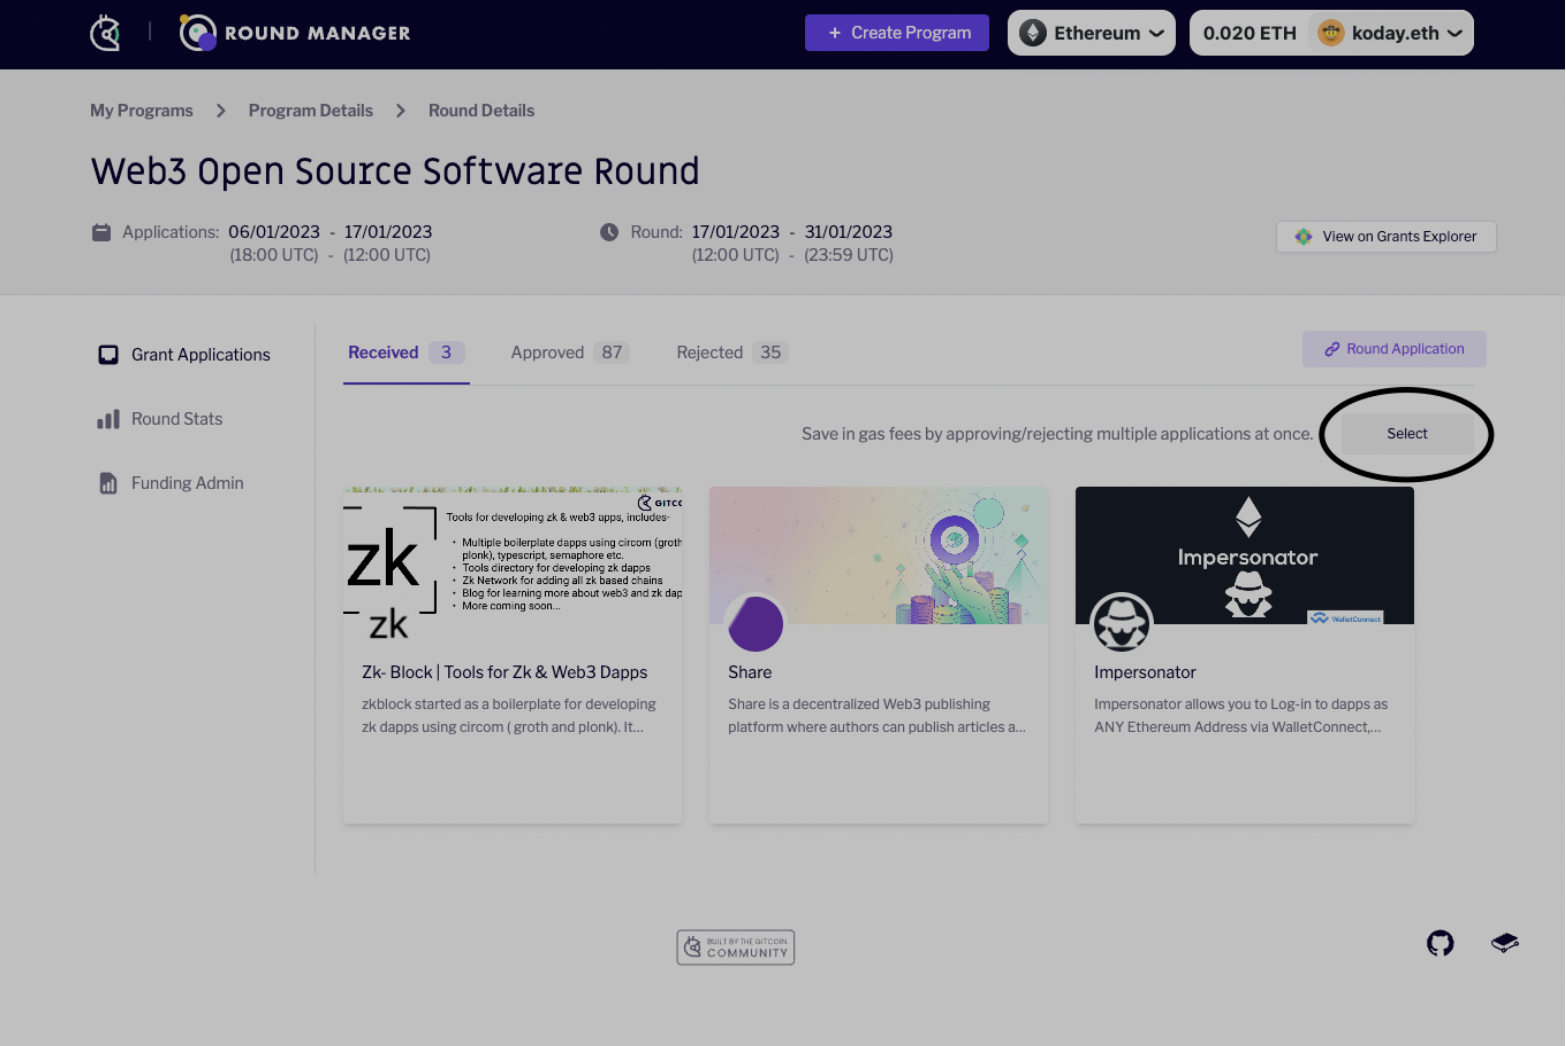 ROUND MANAGER
+ Create Program
Ethereum
0.020 ETH
koday.eth
My Programs > Program Details > Round Details
Web3 Open Source Software Round
Applications: 06/01/2023 - 17/01/2023
(18:00 UTC) - (12:00 UTC)
Round: 17/01/2023 - 31/01/2023
(12:00 UTC) - (23:59 UTC)
View on Grants Explorer
Grant Applications
Round Stats
Funding Admin
Received 3
Approved 87
Rejected 35
Round Application
Save in gas fees by approving/rejecting multiple applications at once.
Select
GITCO
zk
Tools for developing zk & web3 apps, includes-
• Multiple boilerplate dapps using circom (groth
plonk), typescript, semaphore etc.
• Tools directory for developing zk dapps
• Zk Network for adding all zk based chains
• Blog for learning more about web3 and zk dap
• More coming soon...
zk
Zk- Block | Tools for Zk & Web3 Dapps
zkblock started as a boilerplate for developing
zk dapps using circom ( groth and plonk). It...
Share
Share is a decentralized Web3 publishing
platform where authors can publish articles a...
Impersonator
WalletConnect
Impersonator
Impersonator allows you to Log-in to dapps as
ANY Ethereum Address via WalletConnect,...
BUILT BY THE GITCOIN
COMMUNITY